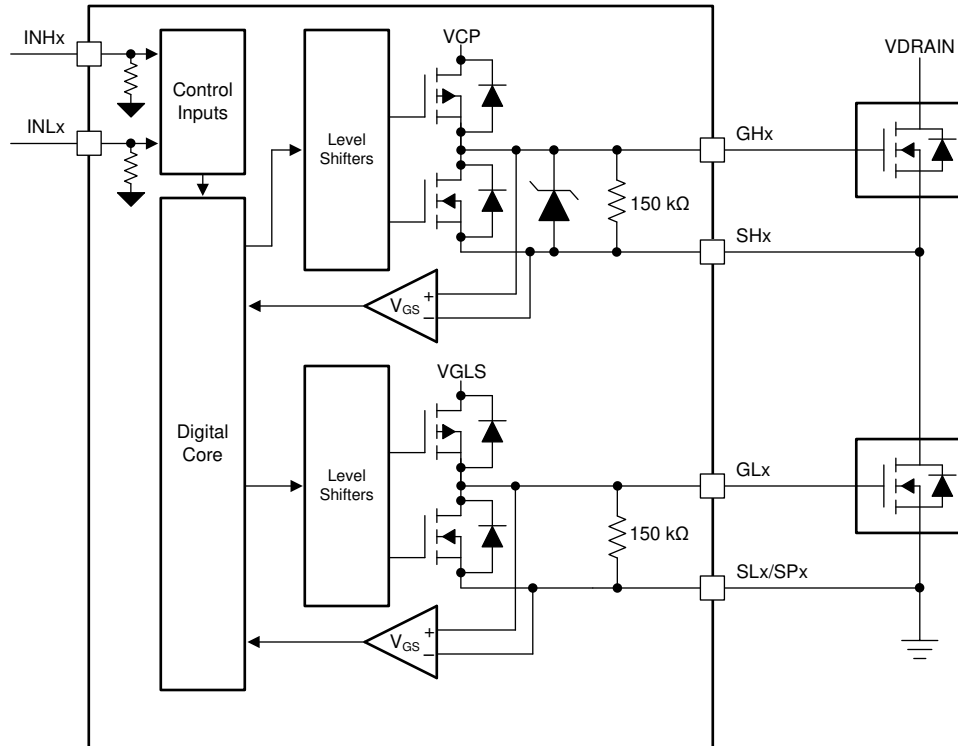 INHx
INLx
Control
Inputs
Digital
Core
Level
Shifters
VCP
VGS
+
−
150 kΩ
GHx
SHx
VDRAIN
Level
Shifters
VGLS
VGS
+
−
150 kΩ
GLx
SLx/SPx